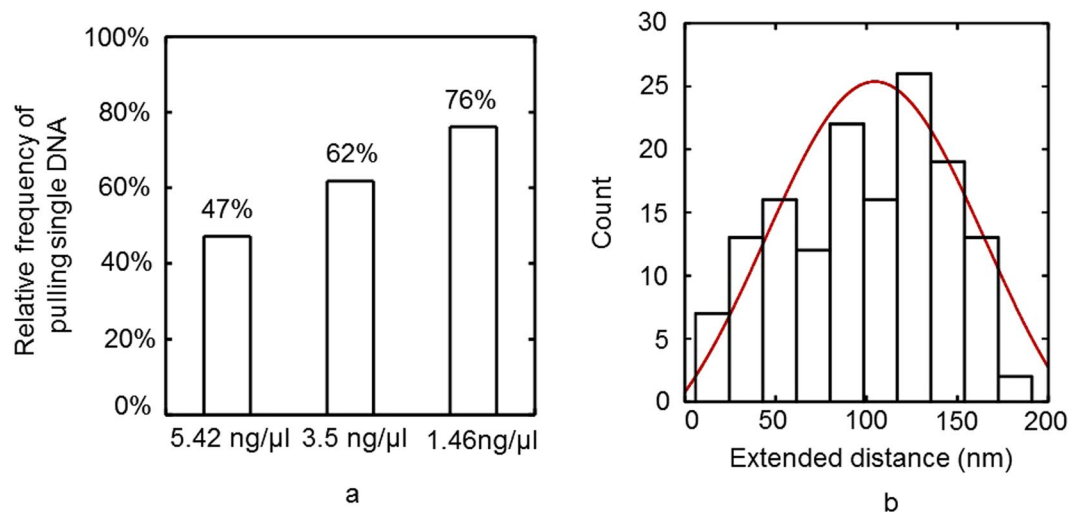 Relative frequency of
pulling single DNA
100%
80%
60%
40%
20%
0%
47%
62%
76%
5.42 ng/µl
3.5 ng/µl
1.46ng/µl
a
Count
30
25
20
15
10
5
0
0
50
100
150
200
Extended distance (nm)
b